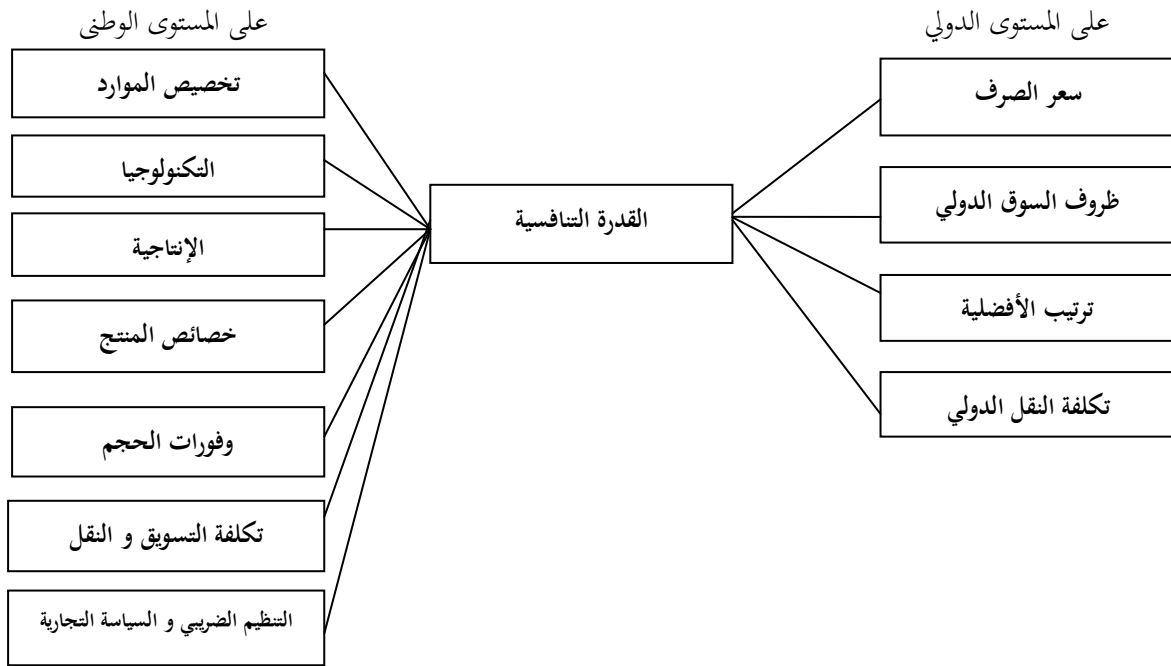 على المستوى الدولي
سعر الصرف
ظروف السوق الدولي
ترتيب الأفضلية
تكلفة النقل الدولي
القدرة التنافسية
على المستوى الوطنى
تخصيص الموارد
التكنولوجيا
الإنتاجية
خصائص المنتج
وفورات الحجم
تكلفة التسويق و النقل
التنظيم الضريبي و السياسة التجارية